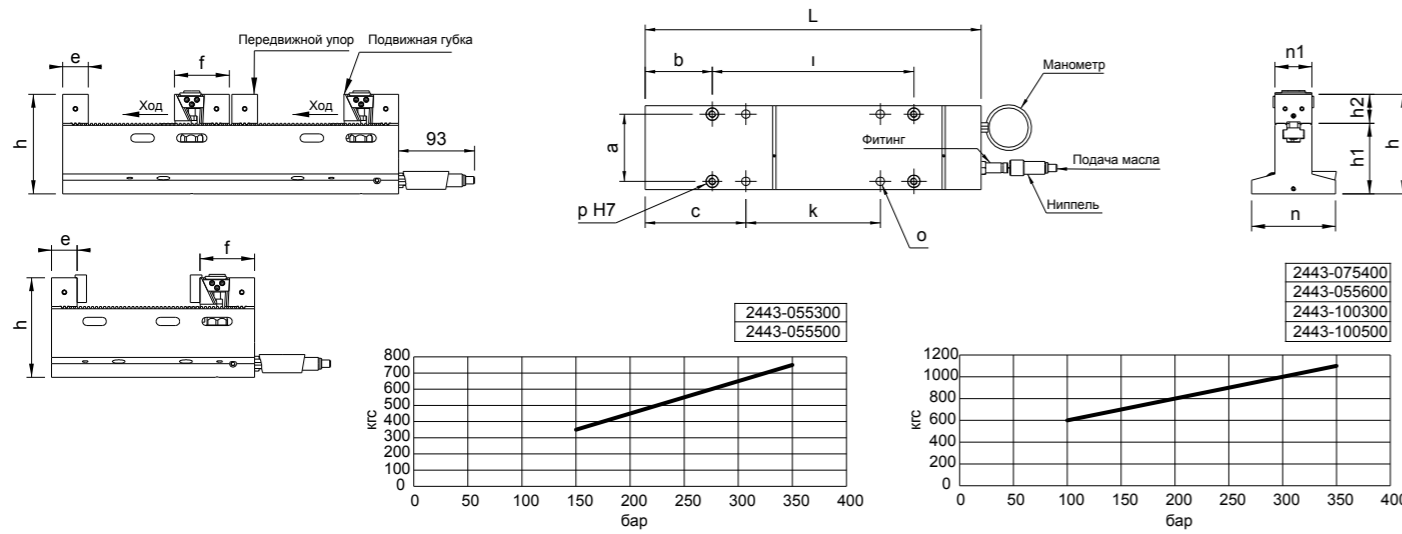 e
f
Передвижной упор
Подвижная губка
Ход
Ход
h
93
L
b
ı
a
Манометр
Фитинг
Подача масла
Ниппель
p H7
c
k
o
n1
h2
h1
h
n
e
f
h
2443-055300
2443-055500
800
700
600
500
400
300
200
100
0
кгс
0 50 100 150 200 250 300 350 400
бар
2443-075400
2443-055600
2443-100300
2443-100500
1200
1000
800
600
400
200
0
кгс
0 50 100 150 200 250 300 350 400
бар